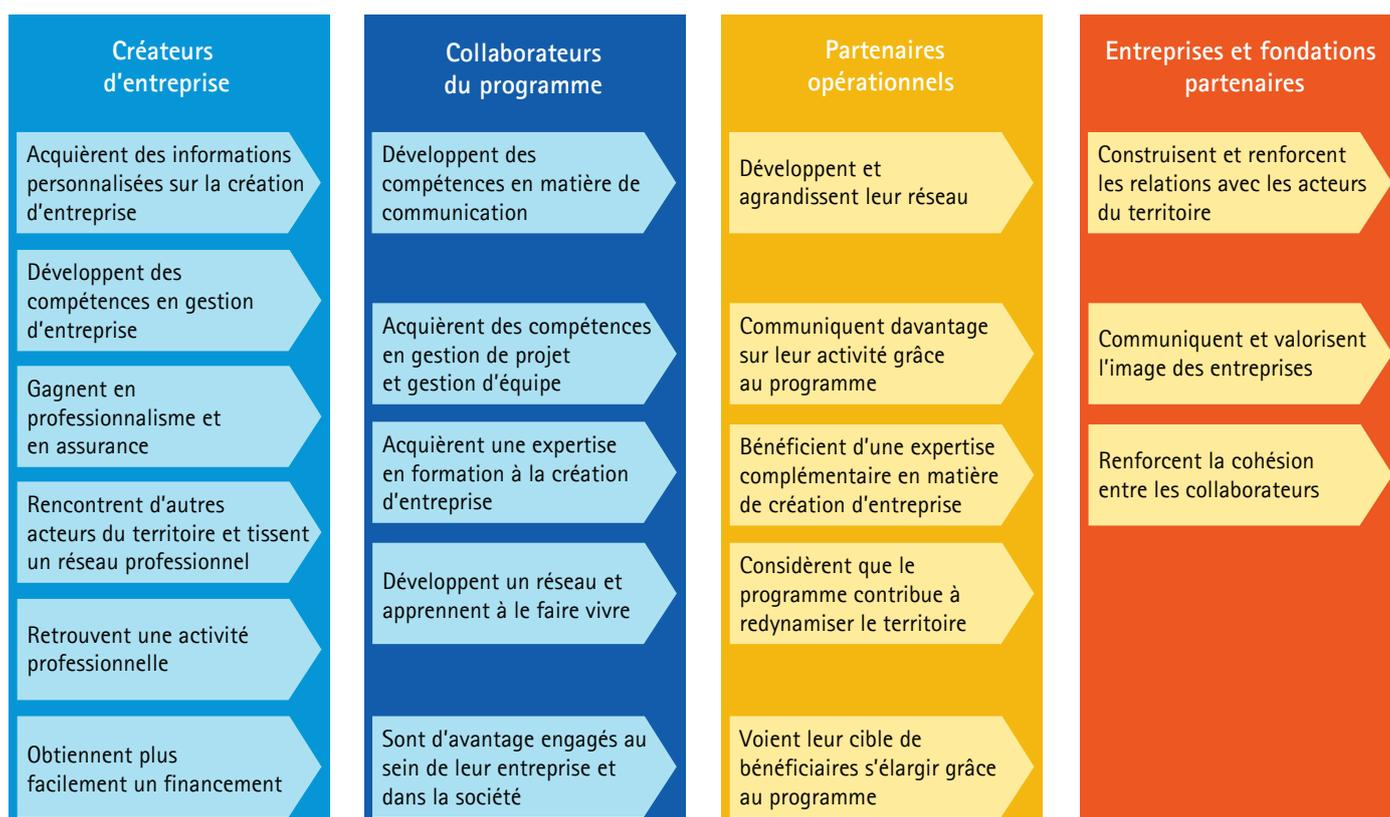 Créateurs
d'entreprise
Acquièrent des informations
personnalisées sur la création
d'entreprise
Développent des
compétences en gestion
d'entreprise
Gagnent en
professionnalisme et
en assurance
Rencontrent d'autres
acteurs du territoire et tissent
un réseau professionnel
Retrouvent une activité
professionnelle
Obtiennent plus
facilement un financement
Collaborateurs
du programme
Développent des
compétences en matière de
communication
Acquièrent des compétences
en gestion de projet
et gestion d'équipe
Acquièrent une expertise
en formation à la création
d'entreprise
Développent un réseau et
apprennent à le faire vivre
Sont d'avantage engagés au
sein de leur entreprise et
dans la société
Partenaires
opérationnels
Développent et
agrandissent leur réseau
Communiquent davantage
sur leur activité grâce
au programme
Bénéficient d'une expertise
complémentaire en matière
de création d'entreprise
Considèrent que le
programme contribue à
redynamiser le territoire
Voient leur cible de
bénéficiaires s'élargir grâce
au programme
Entreprises et fondations
partenaires
Construisent et renforcent
les relations avec les acteurs
du territoire
Communiquent et valorisent
l'image des entreprises
Renforcent la cohésion
entre les collaborateurs